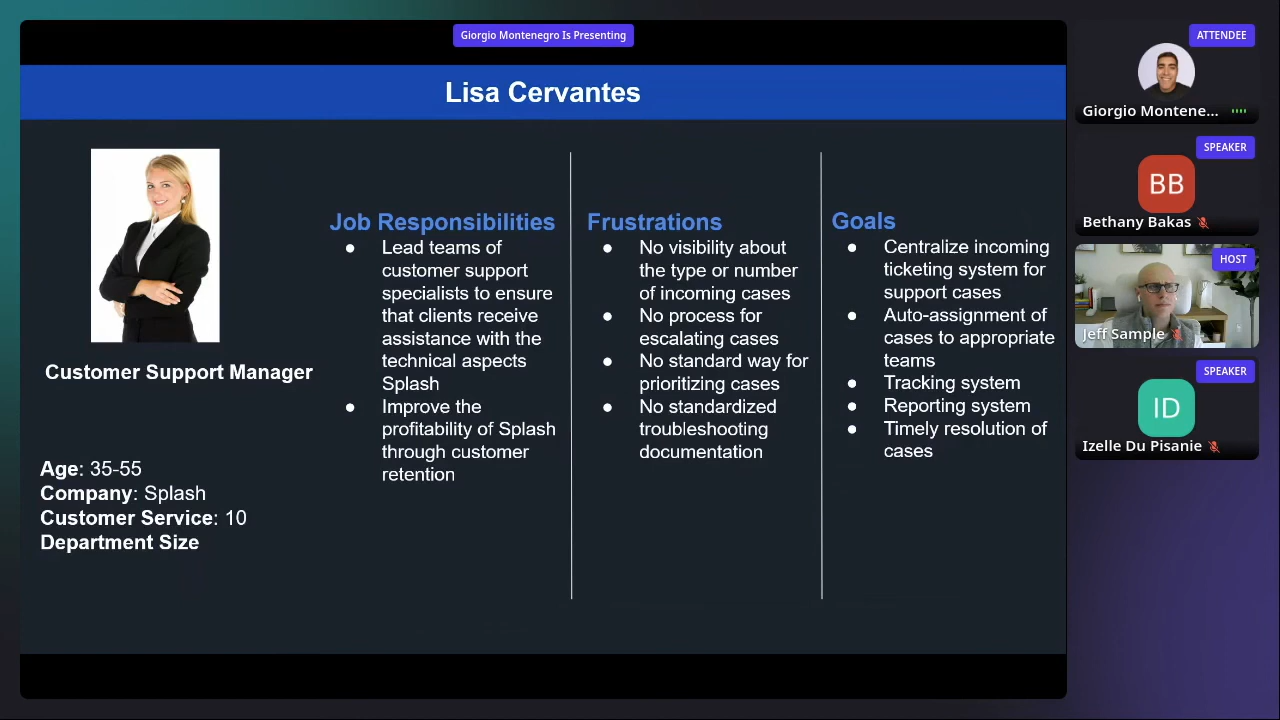 Giorgio Montenegro Is Presenting
Lisa Cervantes
Customer Support Manager
Age: 35-55
Company: Splash
Customer Service: 10
Department Size
Job Responsibilities
● Lead teams of
customer support
specialists to ensure
that clients receive
assistance with the
technical aspects
Splash
● Improve the
profitability of Splash
through customer
retention
Frustrations
● No visibility about
the type or number
of incoming cases
● No process for
escalating cases
● No standard way for
prioritizing cases
● No standardized
troubleshooting
documentation
Goals
● Centralize incoming
ticketing system for
support cases
● Auto-assignment of
cases to appropriate
teams
● Tracking system
● Reporting system
● Timely resolution of
cases
ATTENDEE
Giorgio Montene...
SPEAKER
BB
Bethany Bakas
HOST
Jeff Sample
SPEAKER
ID
Izelle Du Pisanie